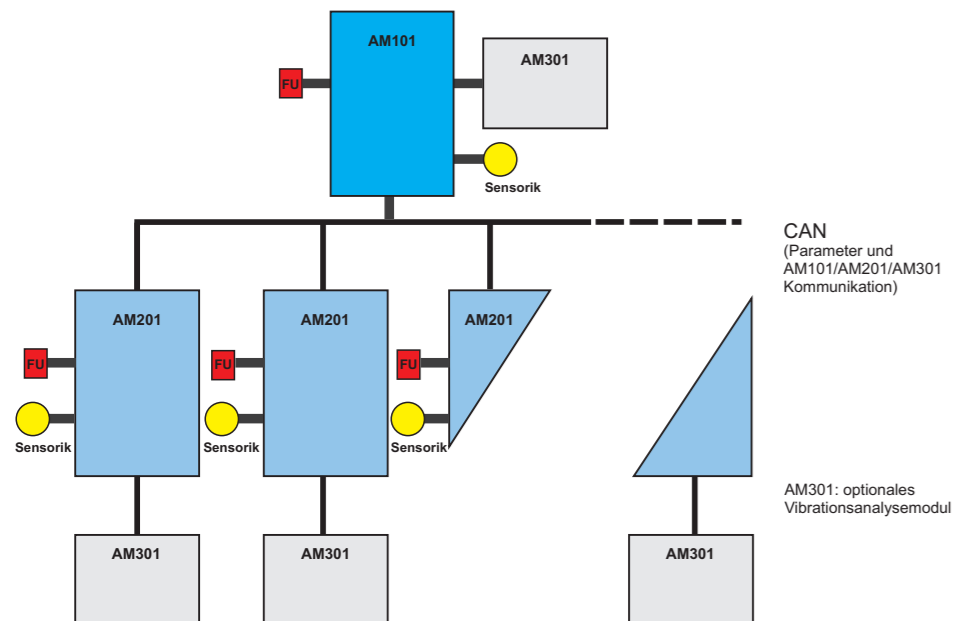 AM101
AM301
FU
Sensorik
CAN
(Parameter und
AM101/AM201/AM301
Kommunikation)
AM201
AM201
AM201
FU
FU
FU
Sensorik
Sensorik
Sensorik
AM301: optionales
Vibrationsanalysemodul
AM301
AM301
AM301